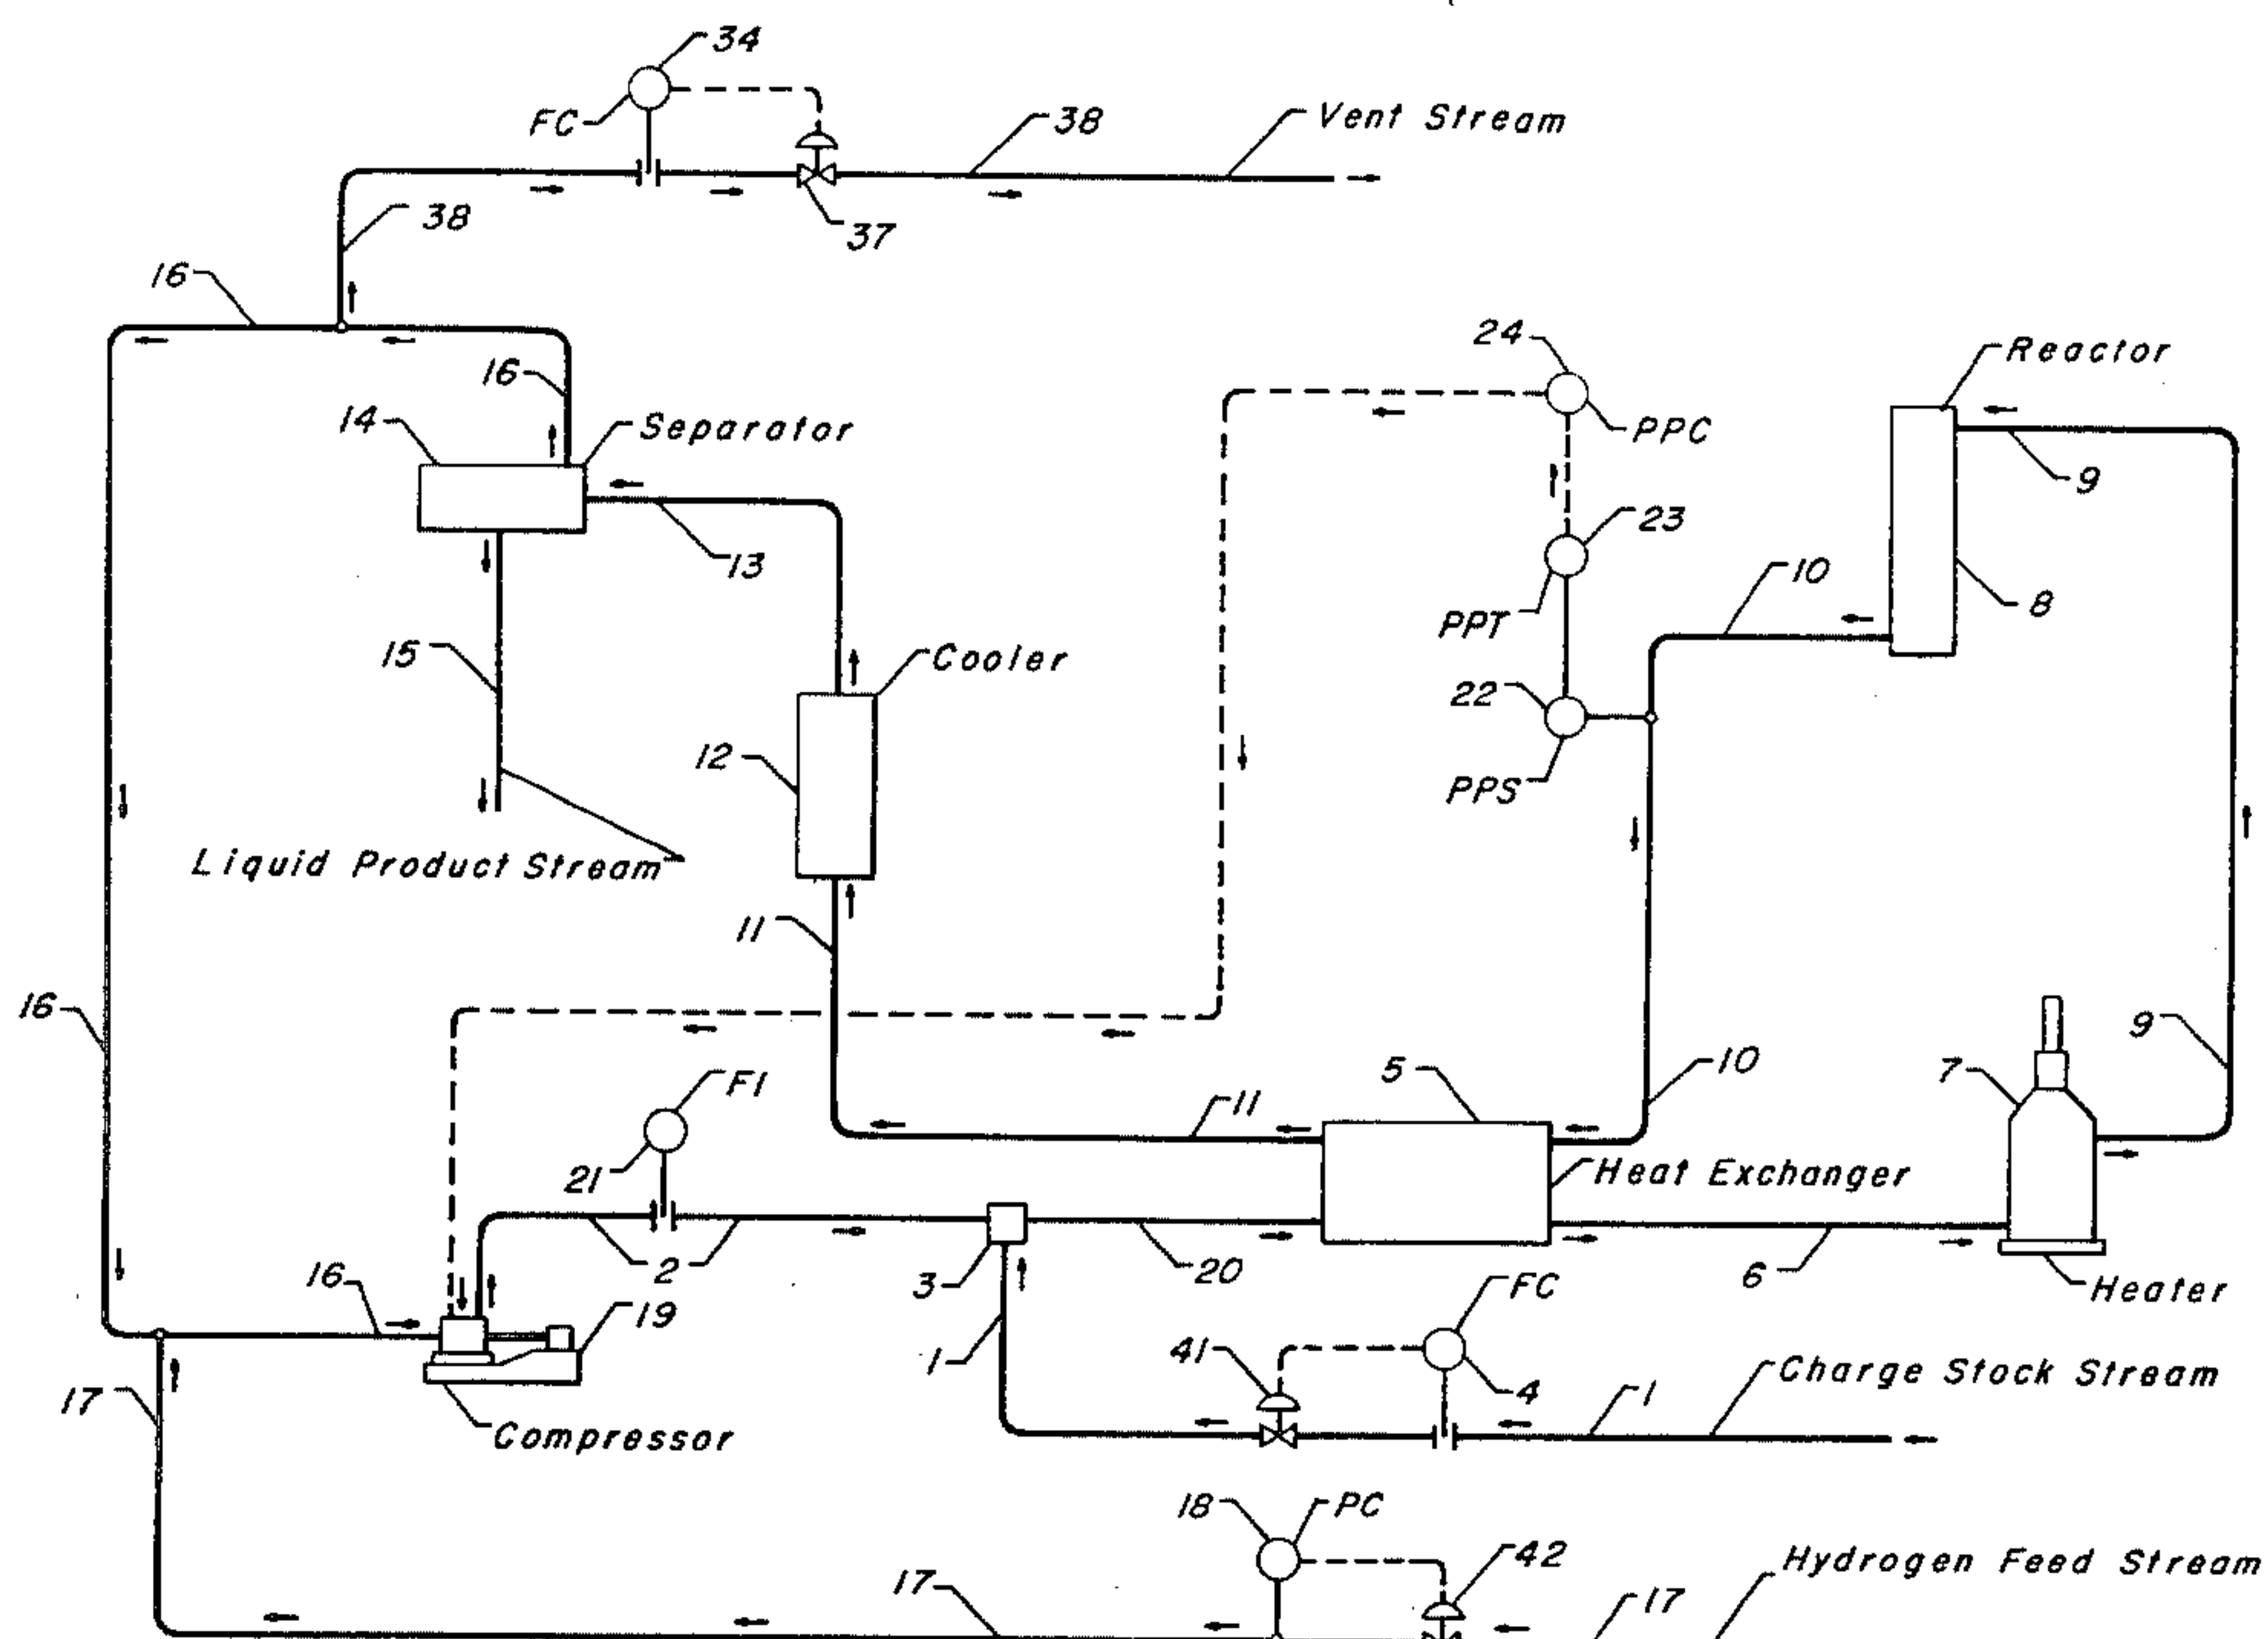 34
FC
38
Vent Stream
37
38
16
24
Reactor
16
PPC
14
Separator
9
23
13
10
8
PPT
15
Cooler
22
12
PPS
Liquid Product Stream
11
16
9
10
7
5
F1
11
21
Heat Exchanger
2
3
20
6
FC
Heater
16
19
1
41
4
1
Charge Stock Stream
17
Compressor
18
PC
42
Hydrogen Feed Stream
17
17